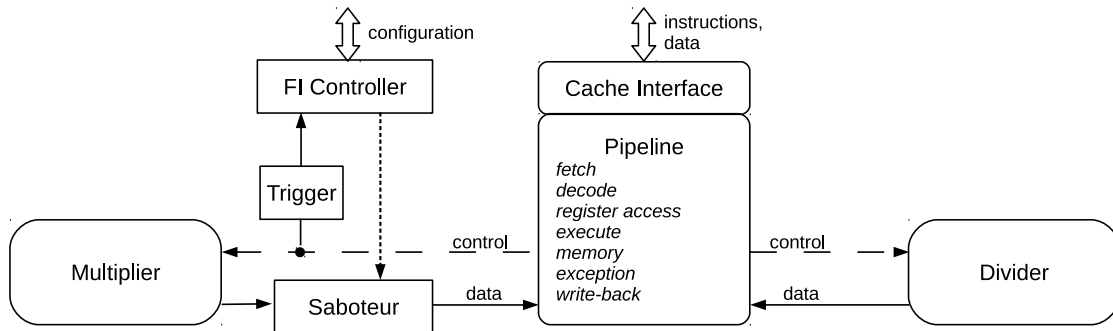 configuration
instructions,
data
FI Controller
Cache Interface
Pipeline
fetch
decode
register access
execute
memory
exception
write-back
Trigger
control
control
Multiplier
Divider
Saboteur
data
data